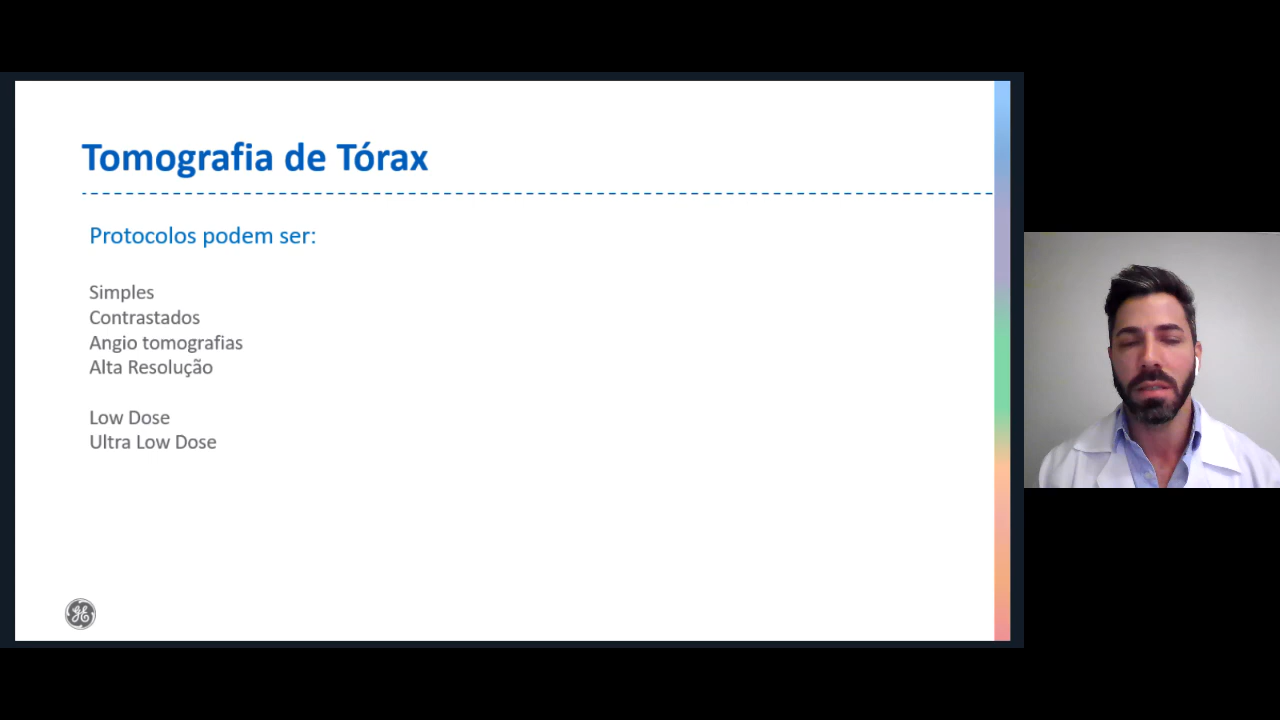 Tomografia de Tórax
Protocolos podem ser:
Simples
Contrastados
Angio tomografias
Alta Resolução
Low Dose
Ultra Low Dose